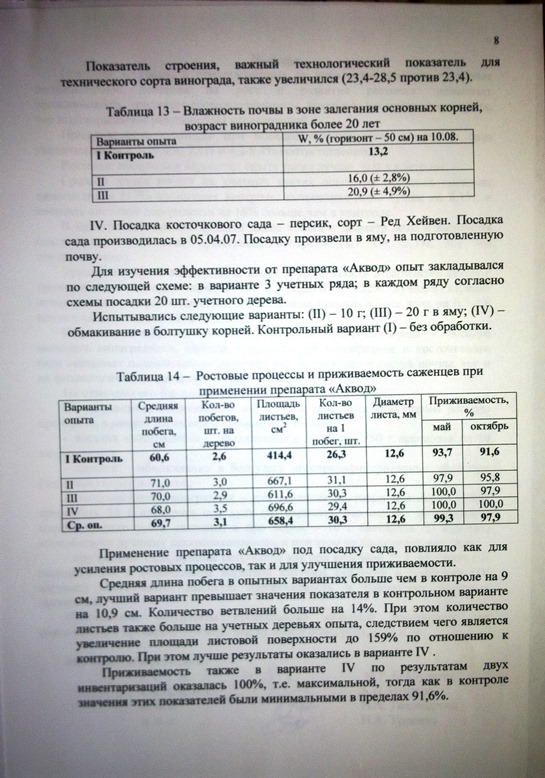 8
Показатель строения, важный технологический показатель для
технического сорта винограда, также увеличился (23,4-28,5 против 23,4).
Таблица 13 – Влажность почвы в зоне залегания основных корней,
возраст виноградника более 20 лет
Варианты опыта W, % (горизонт – 50 см) на 10.08.
I Контроль 13,2
II 16,0 (± 2,8%)
III 20,9 (± 4,9%)
IV. Посадка косточкового сада – персик, сорт – Ред Хейвен. Посадка
сада производилась в 05.04.07. Посадку произвели в яму, на подготовленную
почву.
Для изучения эффективности от препарата «Аквод» опыт закладывался
по следующей схеме: в варианте 3 учетных ряда; в каждом ряду согласно
схемы посадки 20 шт. учетного дерева.
Испытывались следующие варианты: (II) – 10 г; (III) – 20 г в яму; (IV) –
обмакивание в болтушку корней. Контрольный вариант (I) – без обработки.
Таблица 14 – Ростовые процессы и приживаемость саженцев при
применении препарата «Аквод»
Варианты Средняя Кол-во Площадь Кол-во Диаметр Приживаемость,
опыта длина побегов, листьев, листьев листа, мм %
побега, шт. на см² на 1 май октябрь
см дерево побег, шт.
I Контроль 60,6 2,6 414,4 26,3 12,6 93,7 91,6
II 71,0 3,0 667,1 31,1 12,6 97,9 95,8
III 70,0 2,9 611,6 30,3 12,6 100,0 97,9
IV 68,0 3,5 696,6 29,4 12,6 100,0 100,0
Ср. оп. 69,7 3,1 658,4 30,3 12,6 99,3 97,9
Применение препарата «Аквод» под посадку сада, повлияло как для
усиления ростовых процессов, так и для улучшения приживаемости.
Средняя длина побега в опытных вариантах больше чем в контроле на 9
см, лучший вариант превышает значения показателя в контрольном варианте
на 10,9 см. Количество ветвлений больше на 14%. При этом количество
листьев также больше на учетных деревьях опыта, следствием чего является
увеличение площади листовой поверхности до 159% по отношению к
контролю. При этом лучше результаты оказались в варианте IV .
Приживаемость также в варианте IV по результатам двух
инвентаризаций оказалась 100%, т.е. максимальной, тогда как в контроле
значения этих показателей были минимальными в пределах 91,6%.